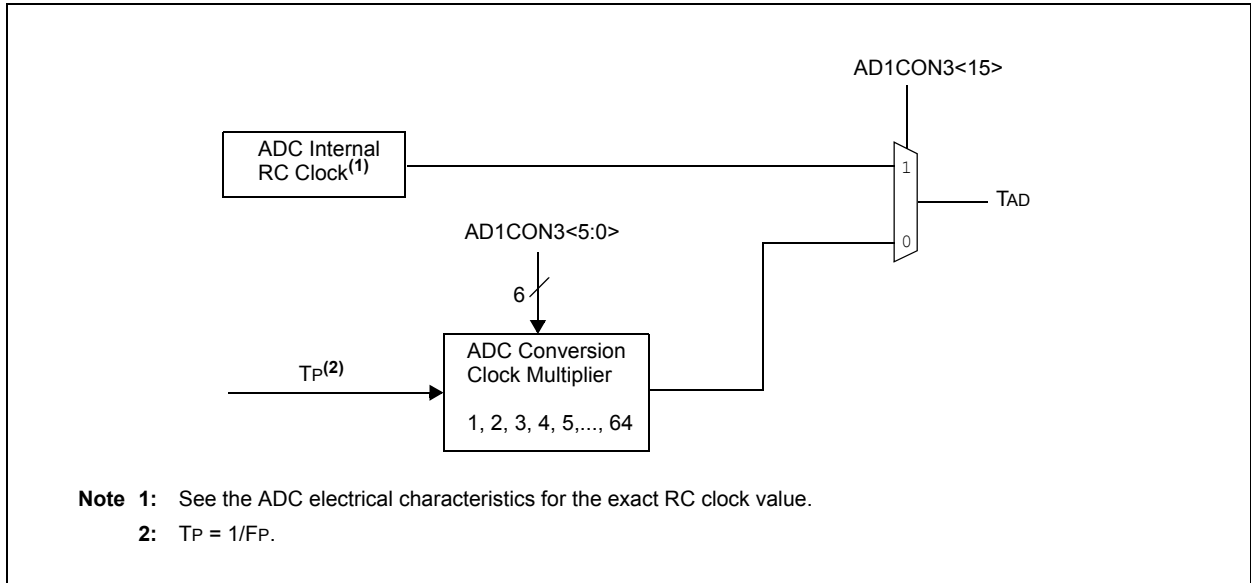 AD1CON3<15>
ADC Internal
RC Clock(1)
1
TAD
AD1CON3<5:0>
0
6
ADC Conversion
Clock Multiplier
TP(2)
1, 2, 3, 4, 5,..., 64
Note 1: See the ADC electrical characteristics for the exact RC clock value.
2: TP = 1/FP.